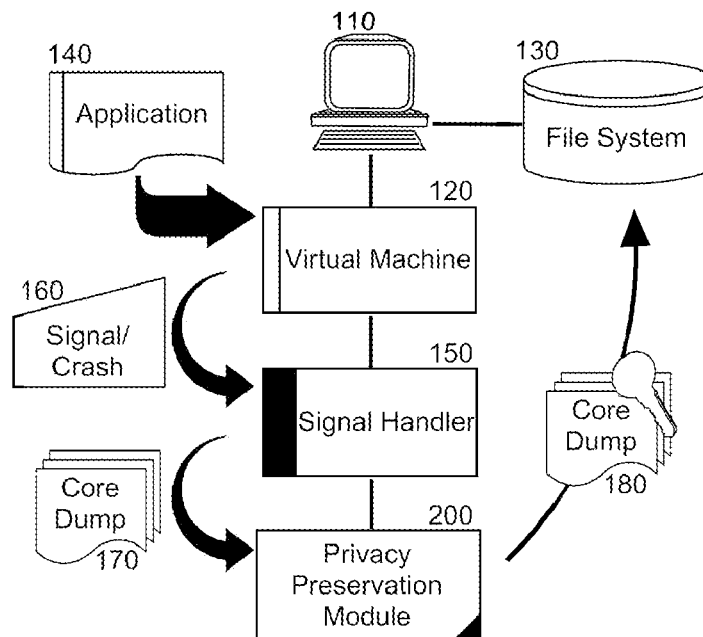 110
140
130
Application
File System
120
Virtual Machine
160
Signal/
Crash
150
Signal Handler
Core
Dump
180
Core
Dump
170
200
Privacy
Preservation
Module